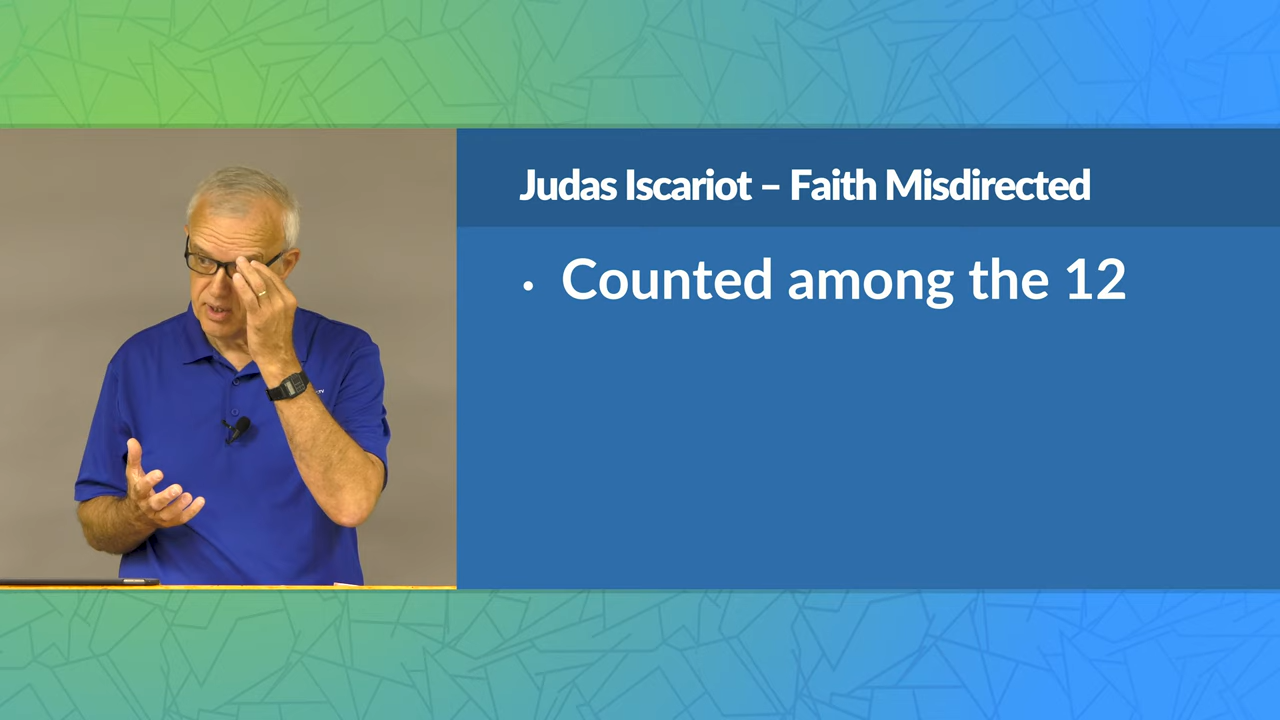 Judas Iscariot – Faith Misdirected
• Counted among the 12